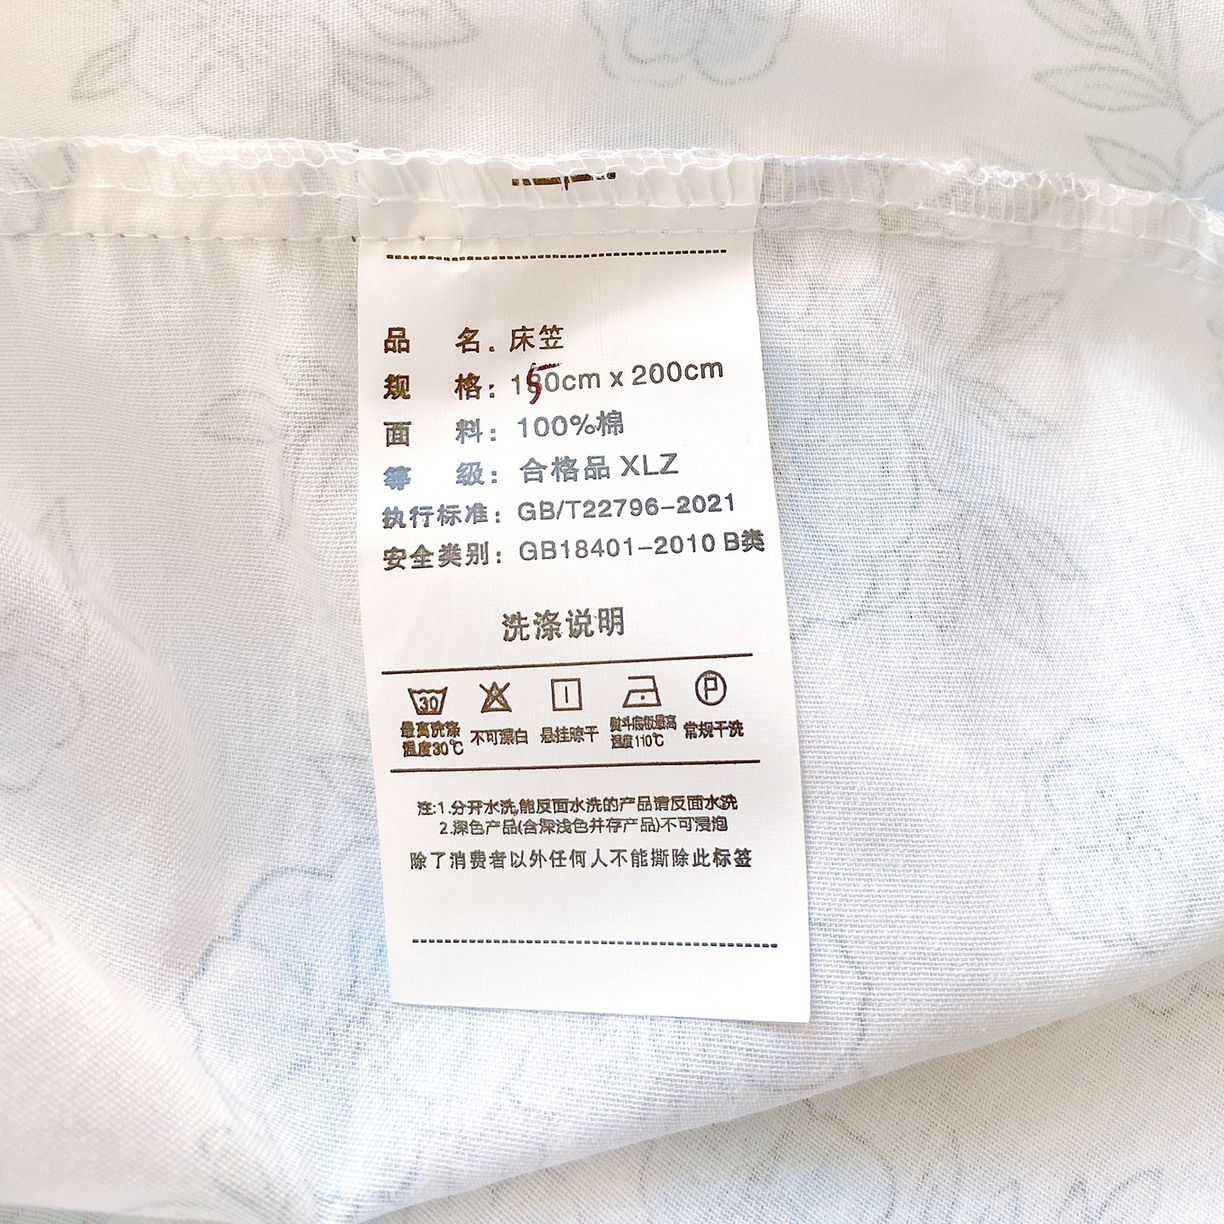 品 名：床笠
规 格：150cm x 200cm
面 料：100%棉
等 级：合格品 XLZ
执行标准：GB/T22796-2021
安全类别：GB18401-2010 B类
洗涤说明
30 P
最高洗涤 不可漂白 悬挂晾干 熨斗底板最高 常规干洗
温度30℃ 温度110℃
注:1.分开水洗,能反面水洗的产品请反面水洗
2.深色产品(含深浅色并存产品)不可浸泡
除了消费者以外任何人不能撕除此标签